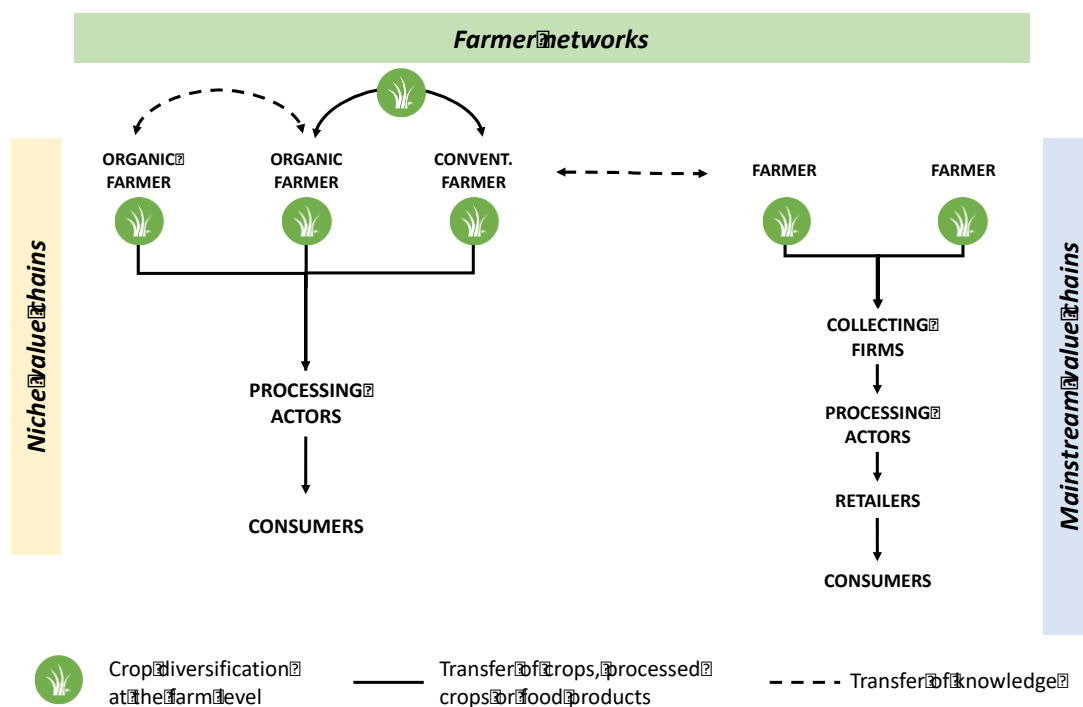 Farmer networks
ORGANIC
FARMER
ORGANIC
FARMER
CONVENT.
FARMER
FARMER
FARMER
Niche value chains
Mainstream value chains
COLLECTING
FIRMS
PROCESSING
ACTORS
PROCESSING
ACTORS
RETAILERS
CONSUMERS
CONSUMERS
Crop diversification
at the farm level
Transfer of crops, processed
crops or food products
Transfer of knowledge